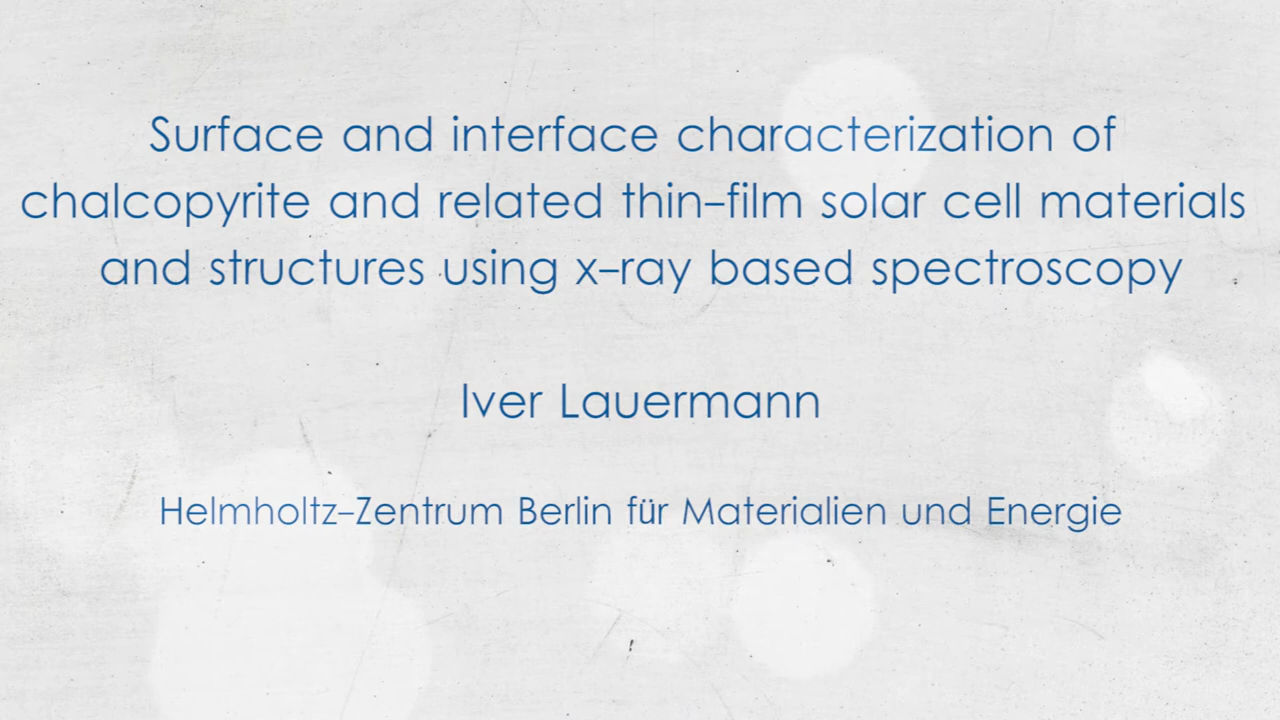 Surface and interface characterization of
chalcopyrite and related thin-film solar cell materials
and structures using x-ray based spectroscopy
Iver Lauermann
Helmholtz-Zentrum Berlin für Materialien und Energie